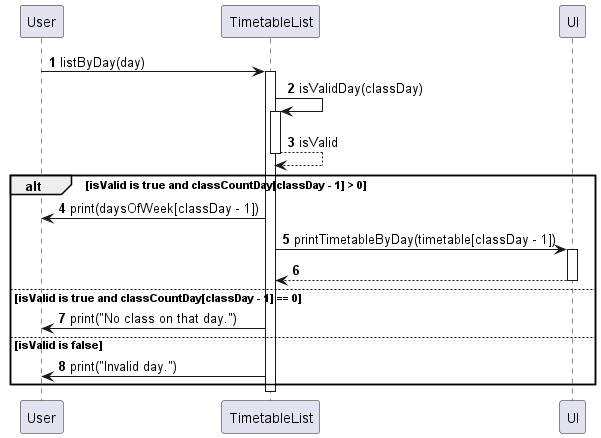 User TimetableList UI
1 listByDay(day)
2 isValidDay(classDay)
3 isValid
alt [isValid is true and classCountDay[classDay - 1] > 0]
4 print(daysOfWeek[classDay - 1])
5 printTimetableByDay(timetable[classDay - 1])
6
[isValid is true and classCountDay[classDay - 1] == 0]
7 print("No class on that day.")
[isValid is false]
8 print("Invalid day.")
User TimetableList UI